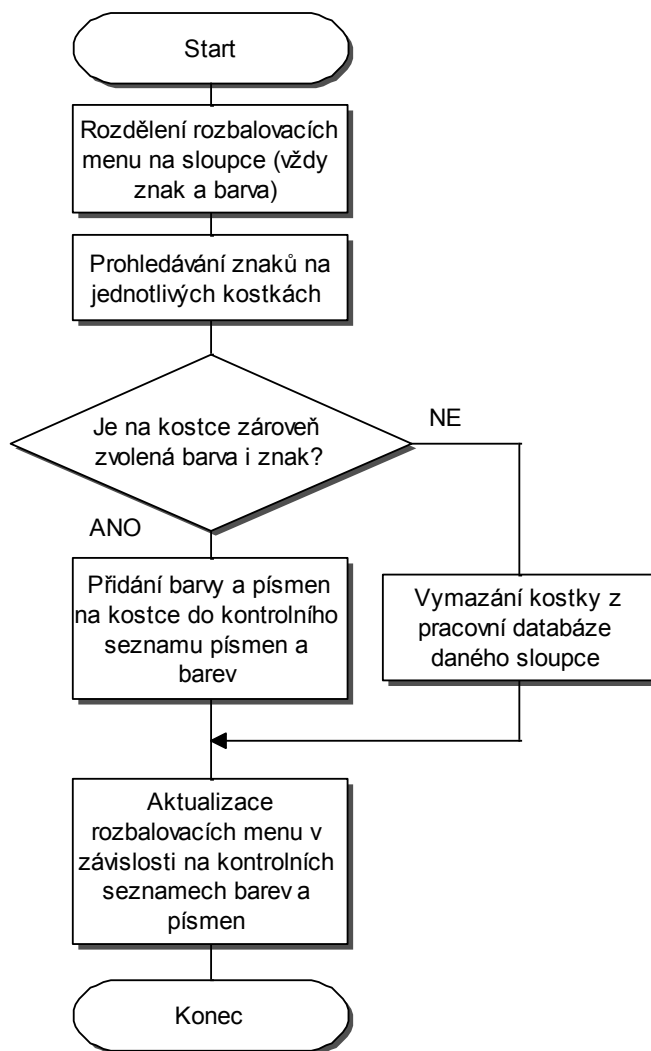 Start
Rozdělení rozbalovacích
menu na sloupce (vždy
znak a barva)
Prohledávání znaků na
jednotlivých kostkách
Je na kostce zároveň
zvolená barva i znak?
NE
ANO
Přidání barvy a písmen
na kostce do kontrolního
seznamu písmen a
barev
Vymazání kostky z
pracovní databáze
daného sloupce
Aktualizace
rozbalovacích menu v
závislosti na kontrolních
seznamech barev a
písmen
Konec